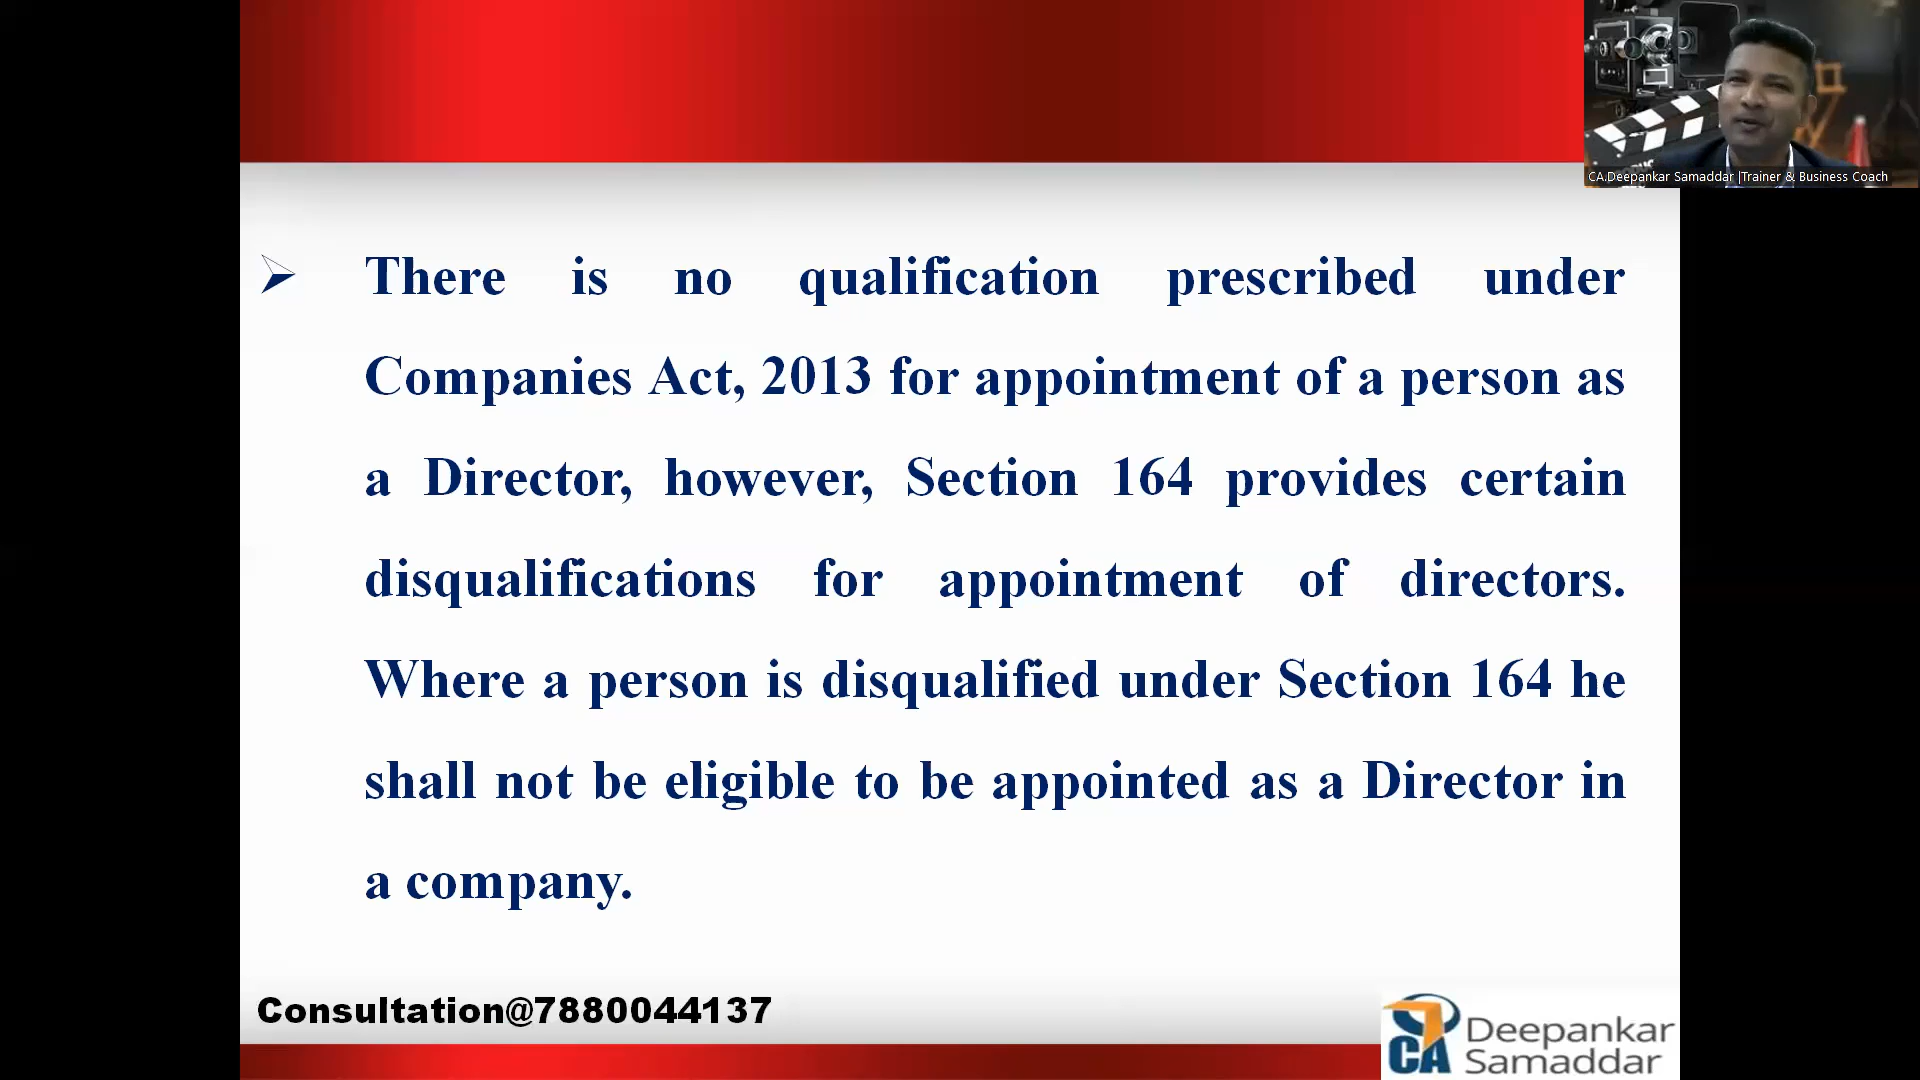 CA.Deepankar Samaddar |Trainer & Business Coach
There is no qualification prescribed under
Companies Act, 2013 for appointment of a person as
a Director, however, Section 164 provides certain
disqualifications for appointment of directors.
Where a person is disqualified under Section 164 he
shall not be eligible to be appointed as a Director in
a company.
Consultation@7880044137
CA
Deepankar
Samaddar